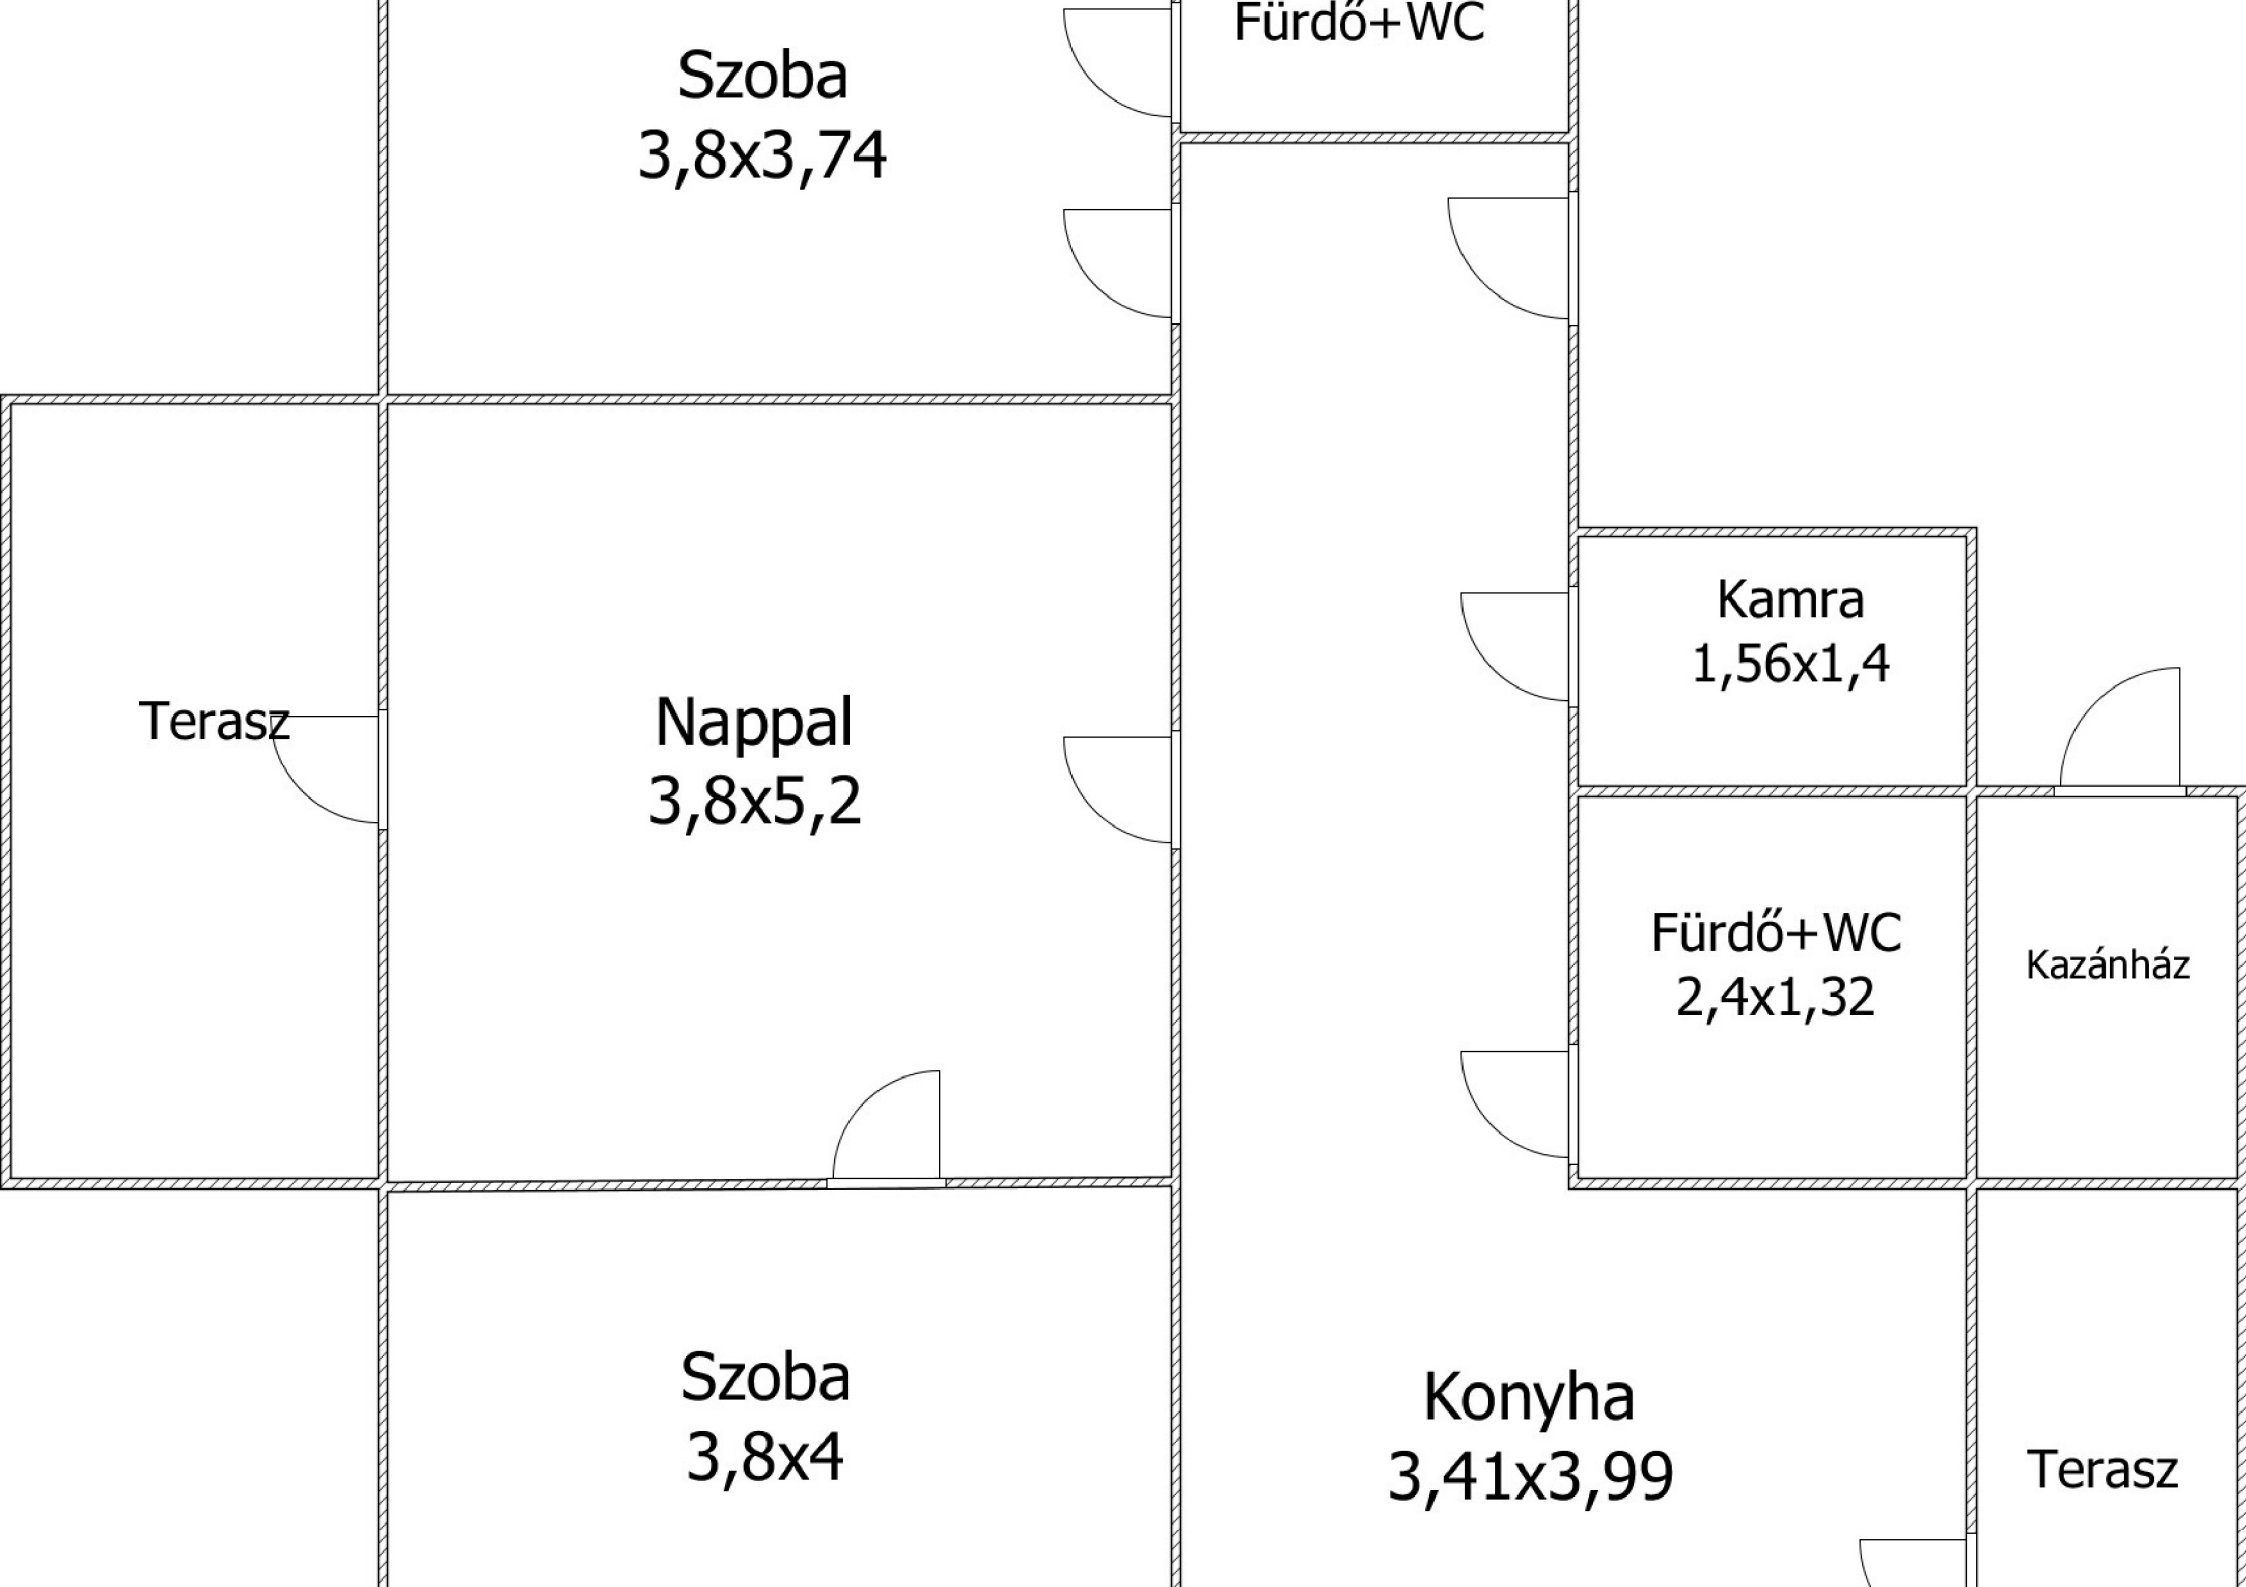 Fürdő+WC
Szoba
3,8x3,74
Kamra
1,56x1,4
Terasz
Nappal
3,8x5,2
Fürdő+WC
2,4x1,32
Kazánház
Szoba
3,8x4
Konyha
3,41x3,99
Terasz